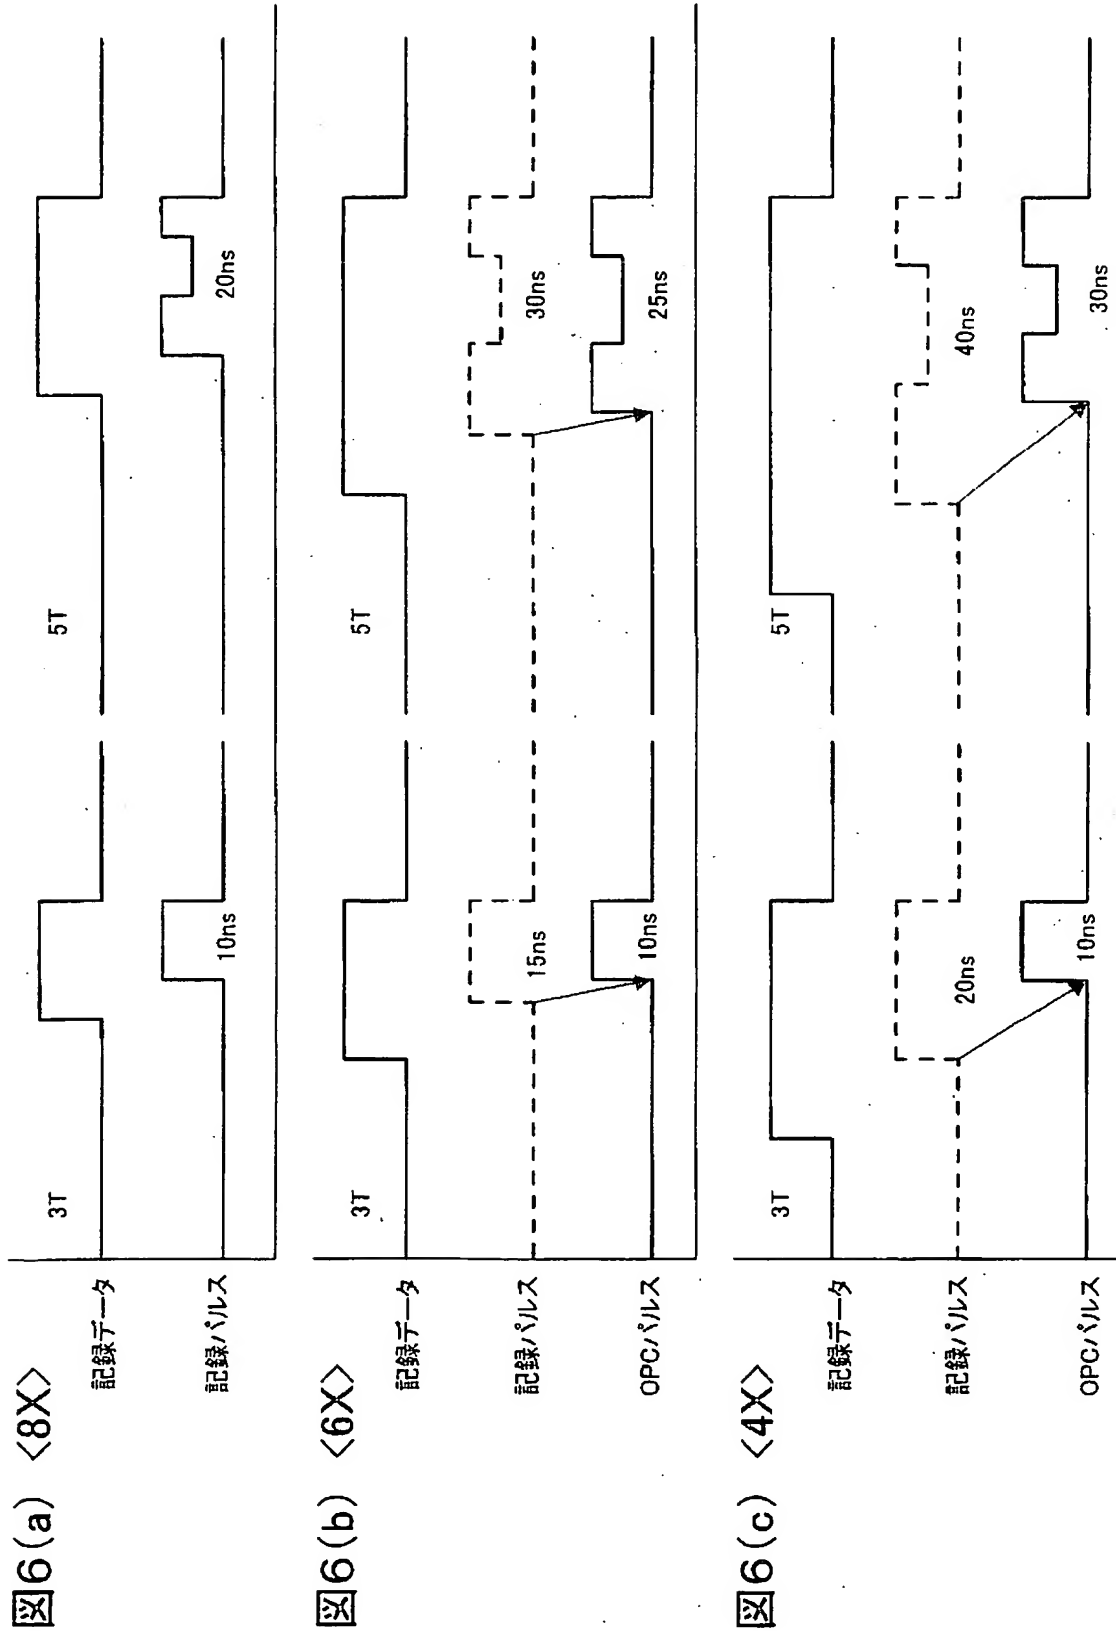 図6(a) <8X>
記録データ
3T
5T
記録パルス
10ns
20ns
図6(b) <6X>
記録データ
3T
5T
記録パルス
15ns
30ns
OPCパルス
10ns
25ns
図6(c) <4X>
記録データ
3T
5T
記録パルス
20ns
40ns
OPCパルス
10ns
30ns